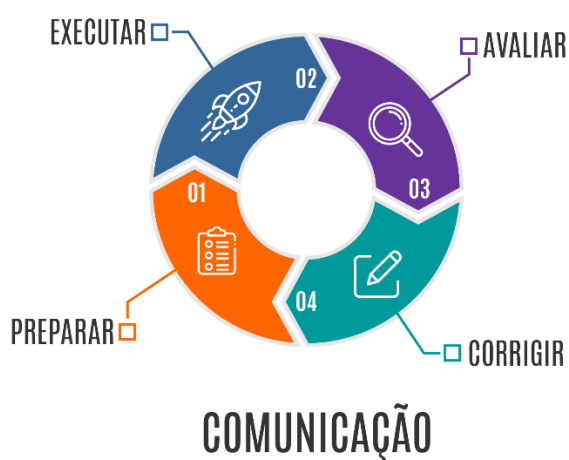 EXECUTAR
AVALIAR
02
01
03
04
PREPARAR
CORRIGIR
COMUNICAÇÃO